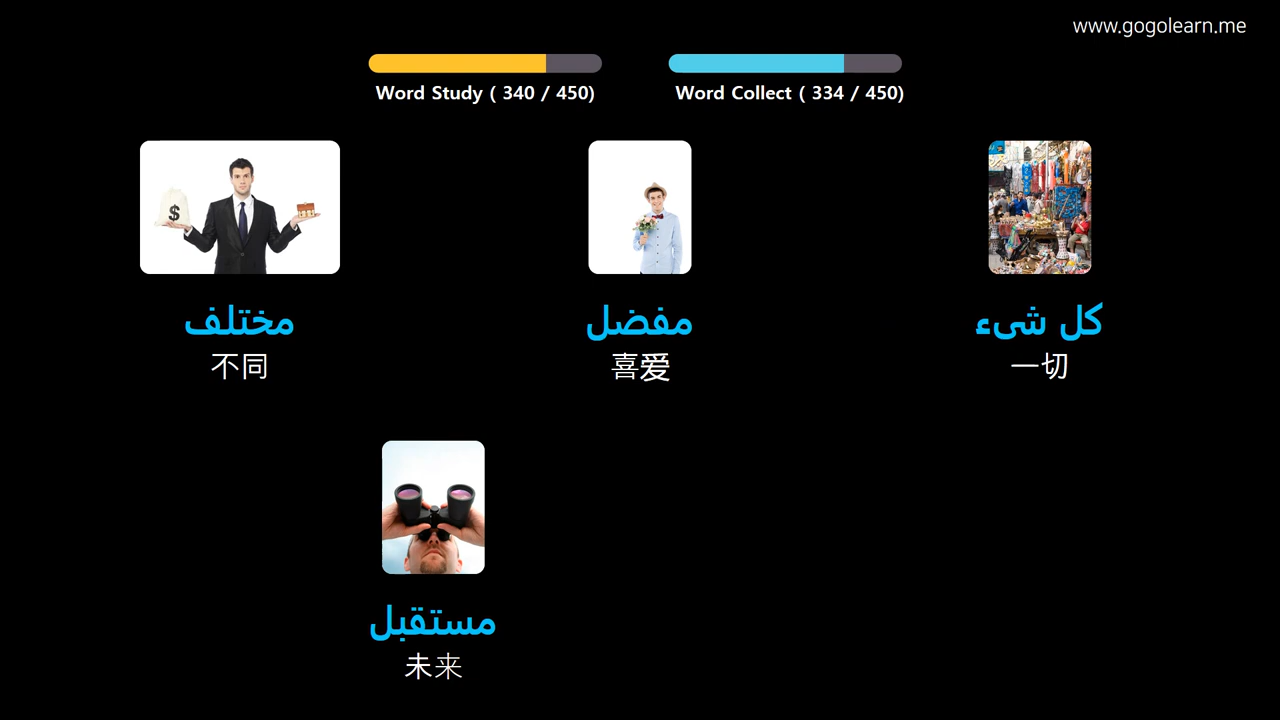 www.gogolearn.me
Word Study ( 340 / 450)
Word Collect ( 334 / 450)
مختلف
不同
مفضل
喜爱
كل شىء
一切
مستقبل
未来